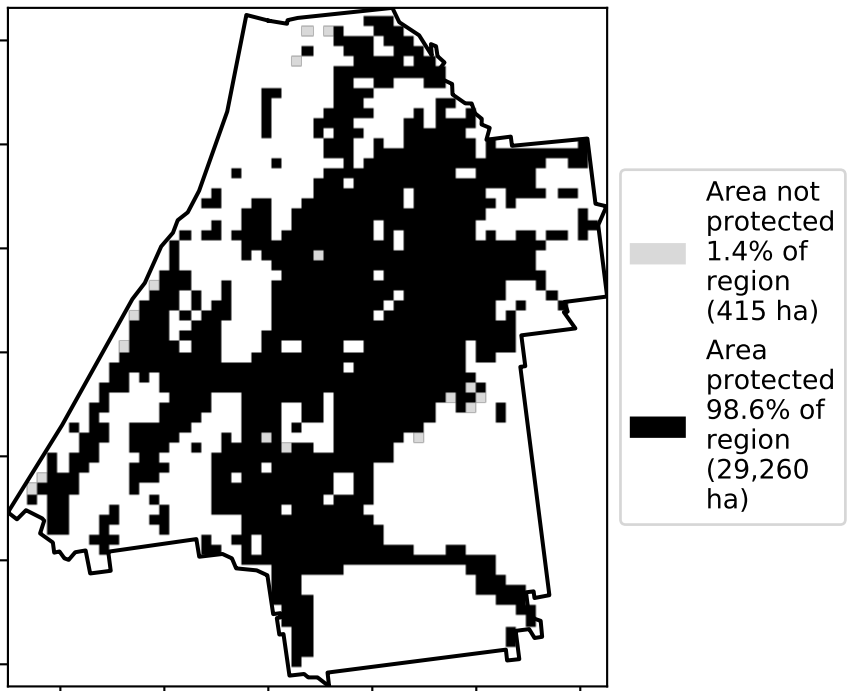 Area not
protected
1.4% of
region
(415 ha)
Area
protected
98.6% of
region
(29,260
ha)